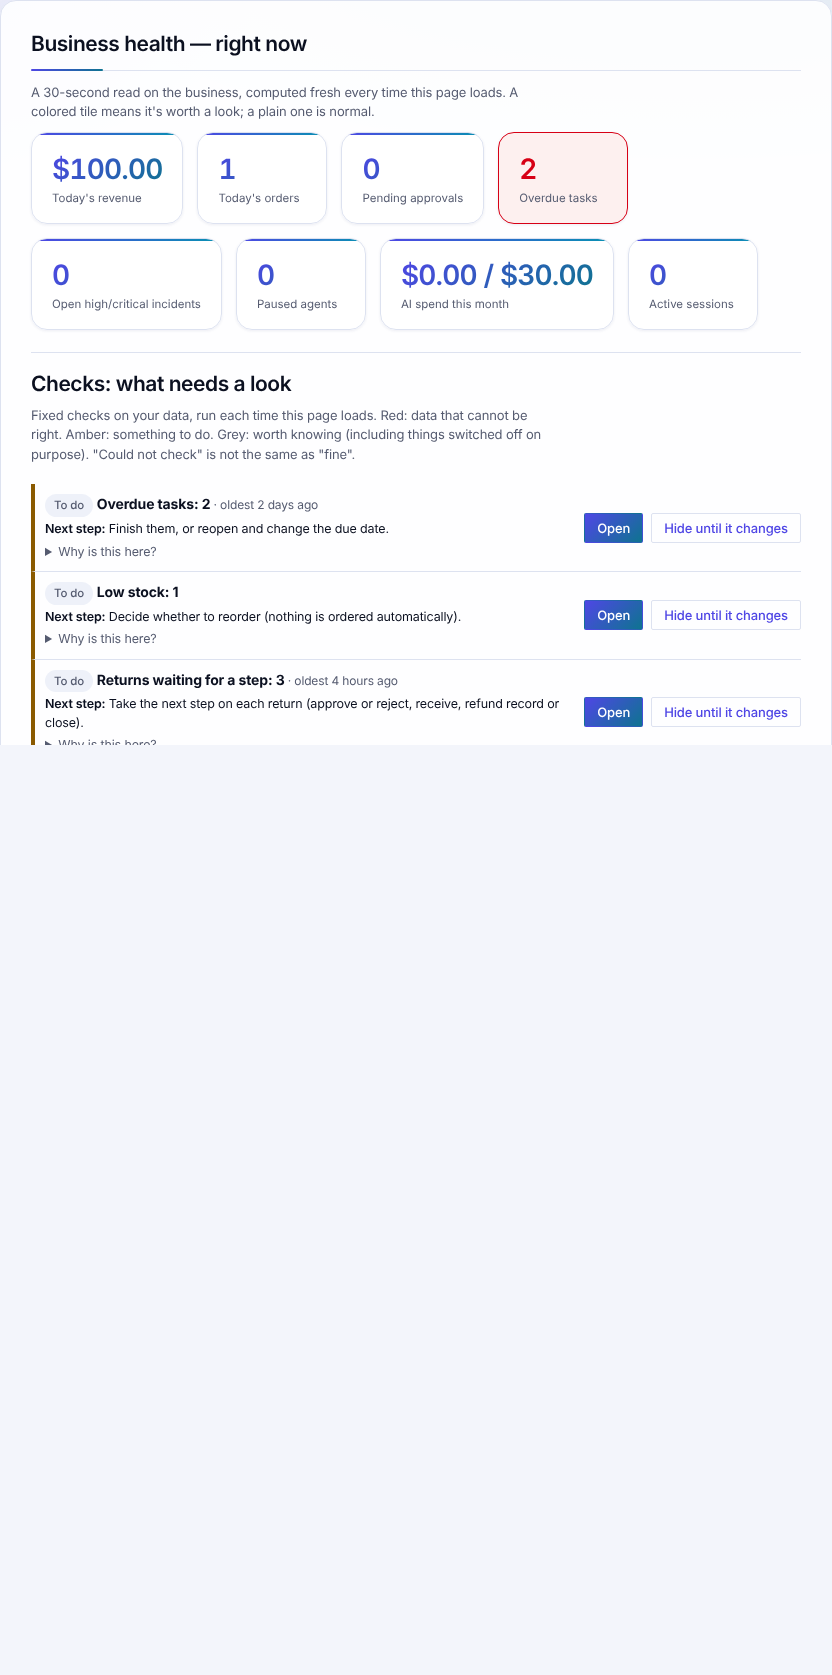 Business health — right now
A 30-second read on the business, computed fresh every time this page loads. A
colored tile means it's worth a look; a plain one is normal.
$100.00
Today's revenue
1
Today's orders
0
Pending approvals
2
Overdue tasks
0
Open high/critical incidents
0
Paused agents
$0.00 / $30.00
AI spend this month
0
Active sessions
Checks: what needs a look
Fixed checks on your data, run each time this page loads. Red: data that cannot be
right. Amber: something to do. Grey: worth knowing (including things switched off on
purpose). "Could not check" is not the same as "fine".
To do Overdue tasks: 2 · oldest 2 days ago
Next step: Finish them, or reopen and change the due date.
Why is this here?
Open Hide until it changes
To do Low stock: 1
Next step: Decide whether to reorder (nothing is ordered automatically).
Why is this here?
Open Hide until it changes
To do Returns waiting for a step: 3 · oldest 4 hours ago
Next step: Take the next step on each return (approve or reject, receive, refund record or
close).
Why is this here?
Open Hide until it changes